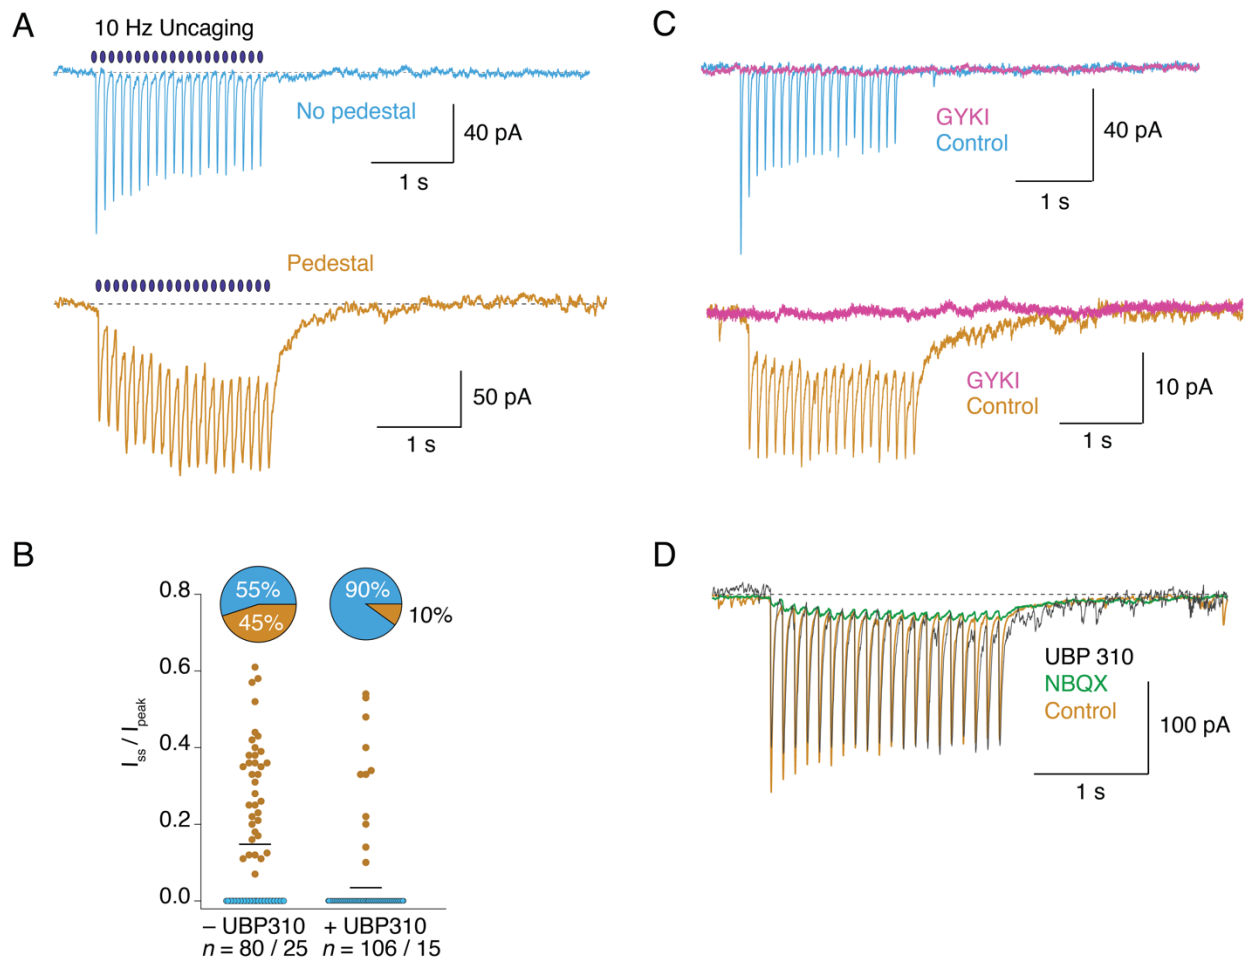 A
10 Hz Uncaging
No pedestal
40 pA
1 s
Pedestal
50 pA
1 s
B
55%
45%
90%
10%
0.8
0.6
0.4
0.2
0.0
Iss / Ipeak
– UBP310
n = 80 / 25
+ UBP310
n = 106 / 15
C
GYKI
Control
40 pA
1 s
GYKI
Control
10 pA
1 s
D
UBP 310
NBQX
Control
100 pA
1 s